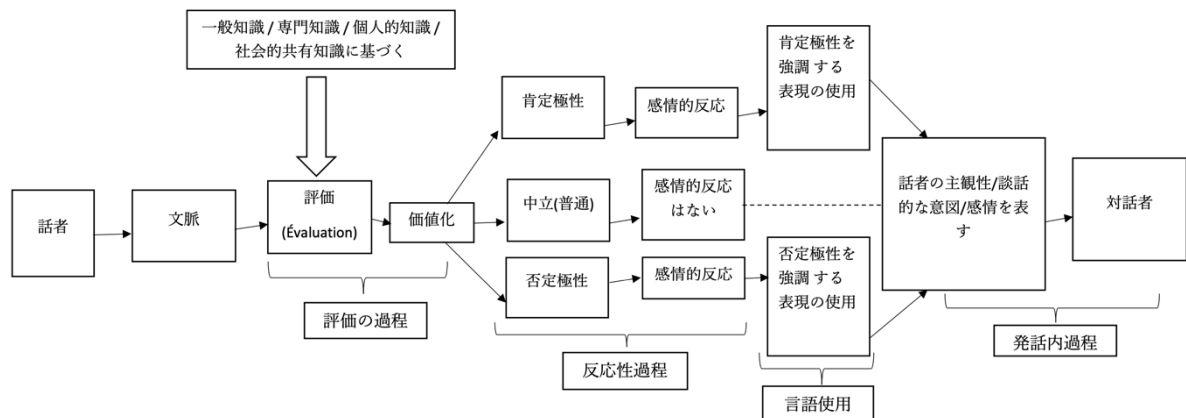 一般知識 / 専門知識 / 個人的知識 /
社会的共有知識に基づく
話者
文脈
評価
(Évaluation)
価値化
肯定極性
感情的反応
肯定極性を
強調 する
表現の使用
中立(普通)
感情的反応
はない
否定極性
感情的反応
否定極性を
強調 する
表現の使用
話者の主観性/談話
的な意図/感情を表
す
対話者
評価の過程
反応性過程
言語使用
発話内過程